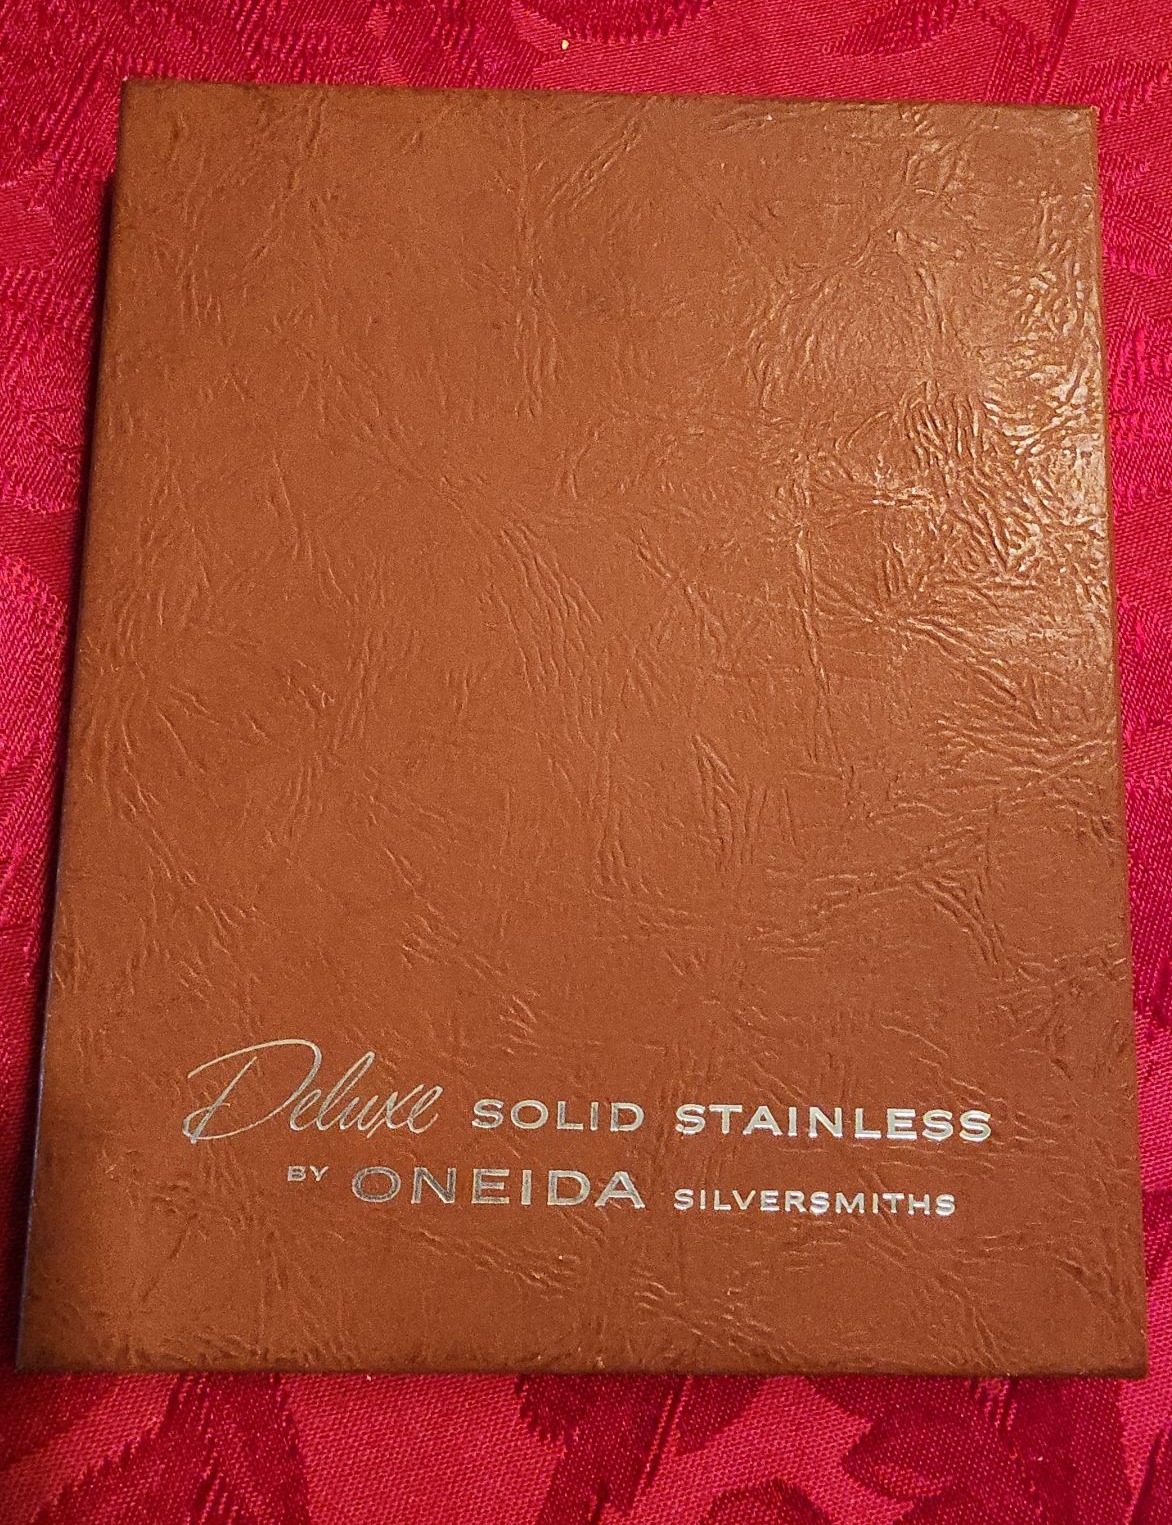 Deluxe SOLID STAINLESS
BY ONEIDA SILVERSMITHS